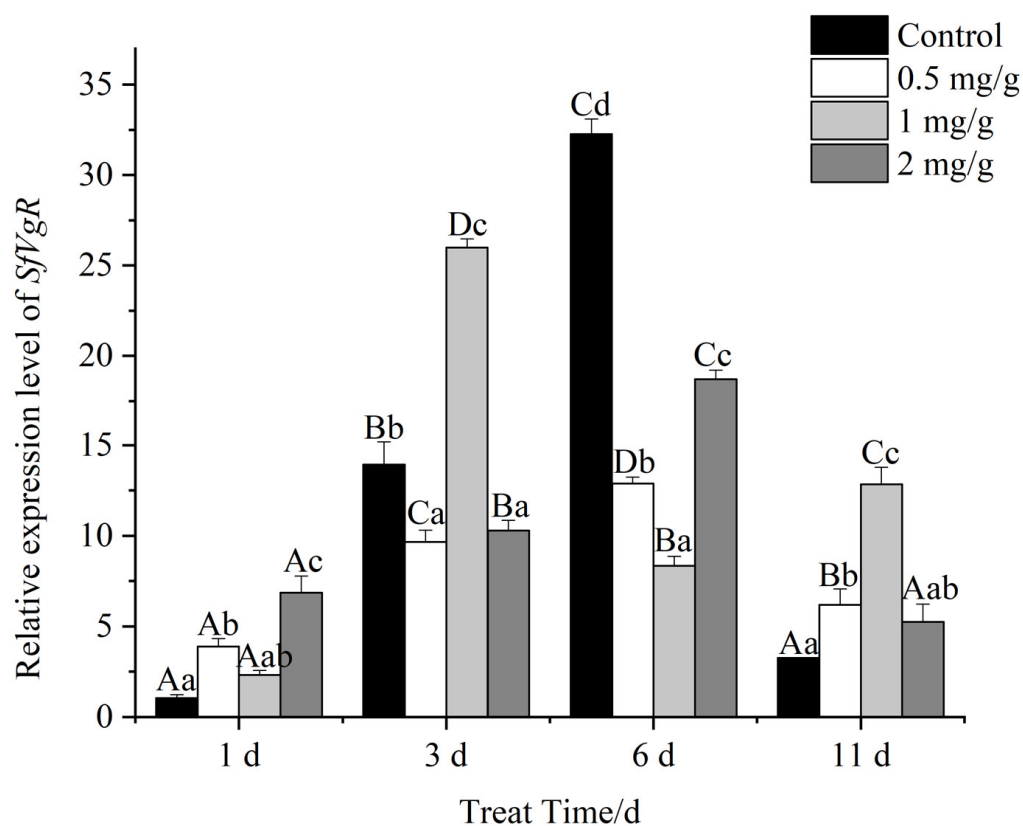 Control
0.5 mg/g
1 mg/g
2 mg/g
Relative expression level of SfVgR
35
30
25
20
15
10
5
0
Aa
Ab
Aab
Ac
Bb
Ca
Dc
Ba
Cd
Db
Ba
Cc
Aa
Bb
Cc
Aab
1 d
3 d
6 d
11 d
Treat Time/d